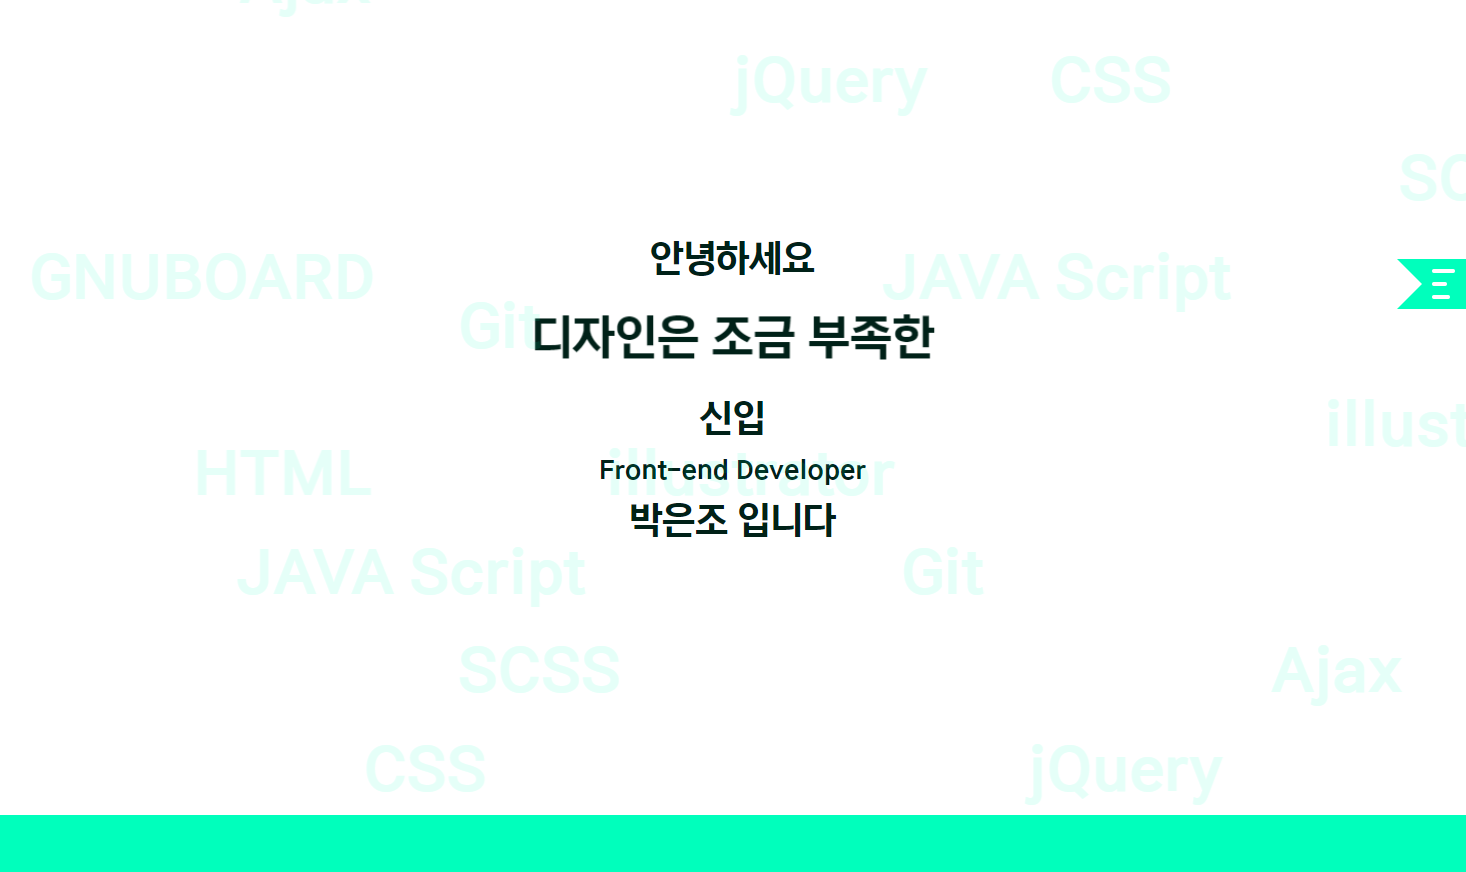 Ajax
jQuery
CSS
SC
GNUBOARD
안녕하세요
JAVA Script
Git
디자인은 조금 부족한
신입
illust
HTML
illustrator
Front-end Developer
박은조 입니다
JAVA Script
Git
SCSS
Ajax
CSS
jQuery